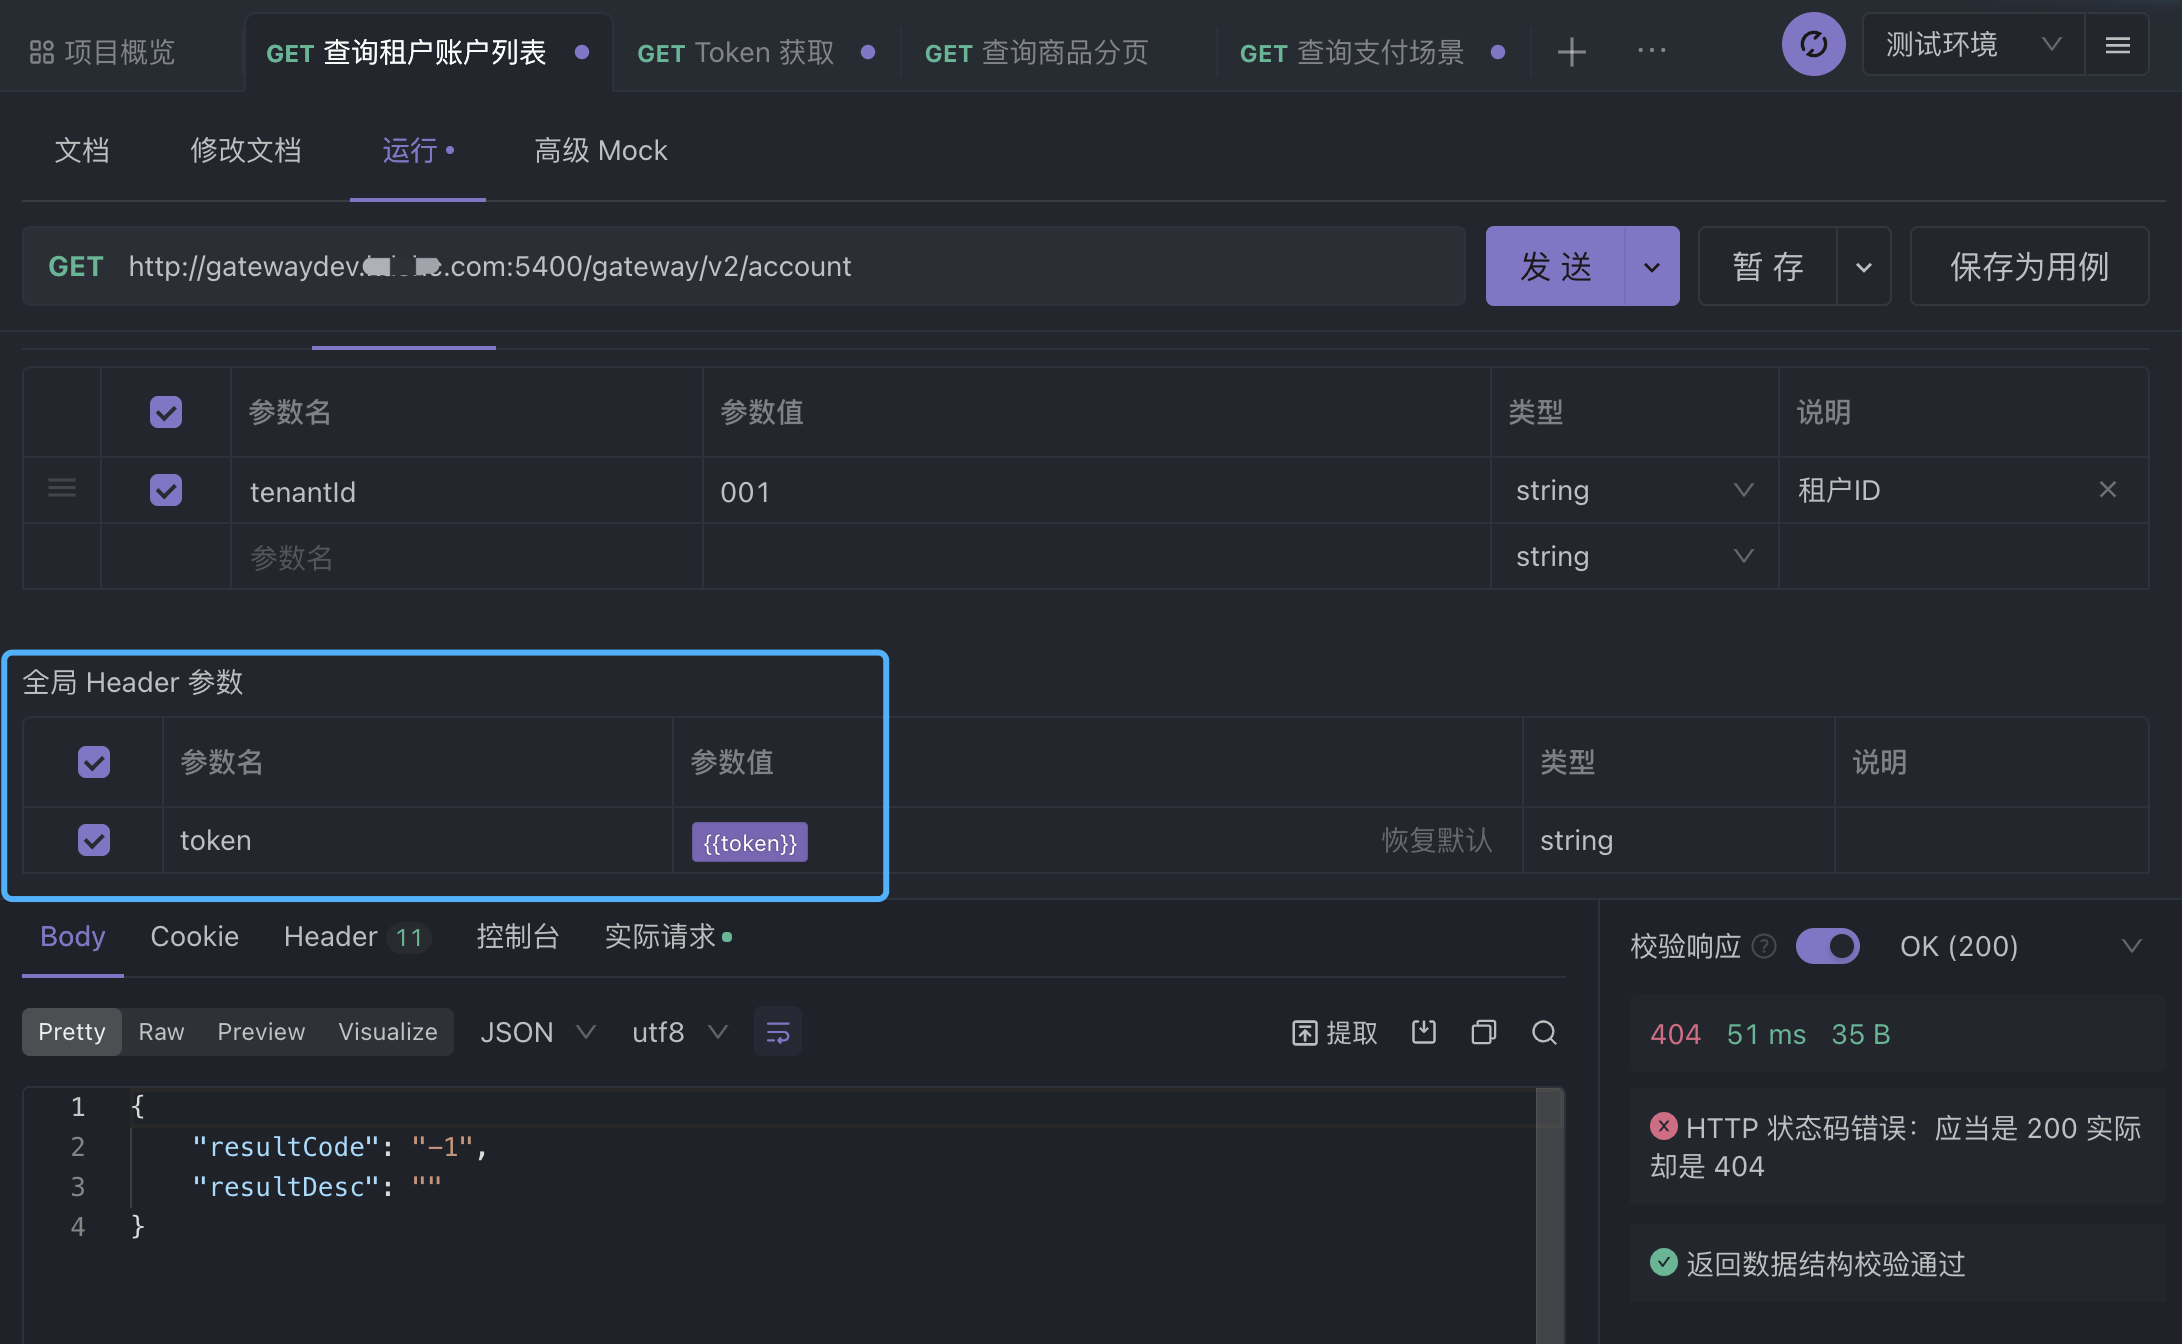 项目概览
GET 查询租户账户列表
GET Token 获取
GET 查询商品分页
GET 查询支付场景
测试环境
文档
修改文档
运行
高级 Mock
GET http://gatewaydev. .com:5400/gateway/v2/account
发 送
暂 存
保存为用例
参数名 参数值 类型 说明
tenantId 001 string 租户ID
参数名 string
全局 Header 参数
参数名 参数值 类型 说明
token {{token}} 恢复默认 string
Body Cookie Header 11 控制台 实际请求
校验响应 ? OK (200)
Pretty Raw Preview Visualize JSON utf8 提取
404 51 ms 35 B
HTTP 状态码错误：应当是 200 实际
却是 404
返回数据结构校验通过
1 {
2 "resultCode": "-1",
3 "resultDesc": ""
4 }